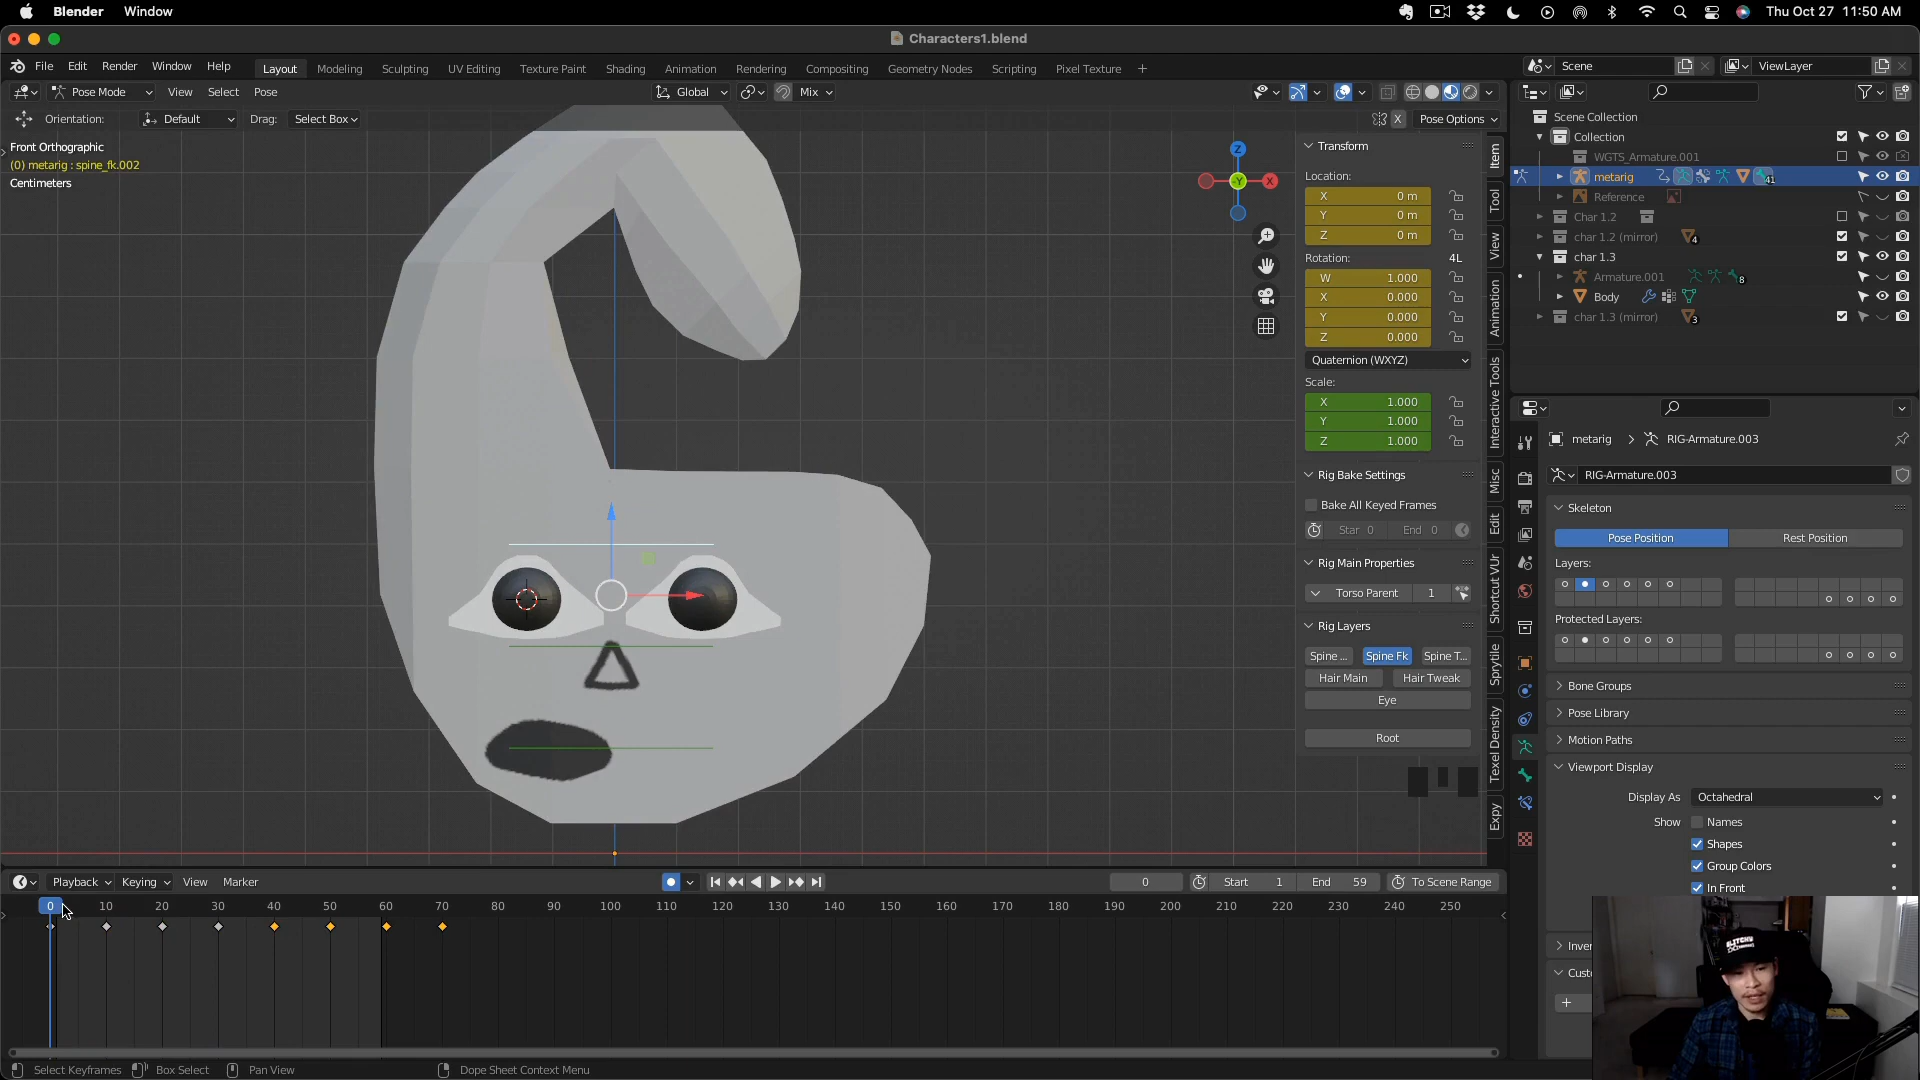 Blender Window
Thu Oct 27 11:50 AM
Characters1.blend
File Edit Render Window Help
Layout Modeling Sculpting UV Editing Texture Paint Shading Animation Rendering Compositing Geometry Nodes Scripting Pixel Texture +
Scene
ViewLayer
Pose Mode View Select Pose
Global
Mix
Orientation: Default Drag: Select Box
X Pose Options
Front Orthographic
(0) metarig : spine_fk.002
Centimeters
Z
-Y
X
Transform
Location:
X 0 m
Y 0 m
Z 0 m
Rotation: 4L
W 1.000
X 0.000
Y 0.000
Z 0.000
Quaternion (WXYZ)
Scale:
X 1.000
Y 1.000
Z 1.000
Rig Bake Settings
Bake All Keyed Frames
Star 0 End 0
Rig Main Properties
Torso Parent 1
Rig Layers
Spine ... Spine Fk Spine T...
Hair Main Hair Tweak
Eye
Root
Item
Tool
View
Animation
Interactive Tools
Misc
Edit
Shortcut VUr
Sprytile
Texel Density
Expy
Scene Collection
Collection
WGTS_Armature.001
metarig 41
Reference
Char 1.2
char 1.2 (mirror) 4
char 1.3
Armature.001 8
Body
char 1.3 (mirror) 3
metarig > RIG-Armature.003
RIG-Armature.003
Skeleton
Pose Position Rest Position
Layers:
Protected Layers:
Bone Groups
Pose Library
Motion Paths
Viewport Display
Display As Octahedral
Show Names
Shapes
Group Colors
In Front
Inver
Custo
+
GLITCHY
Playback Keying View Marker
0 Start 1 End 59 To Scene Range
0 10 20 30 40 50 60 70 80 90 100 110 120 130 140 150 160 170 180 190 200 210 220 230 240 250
Select Keyframes Box Select Pan View Dope Sheet Context Menu